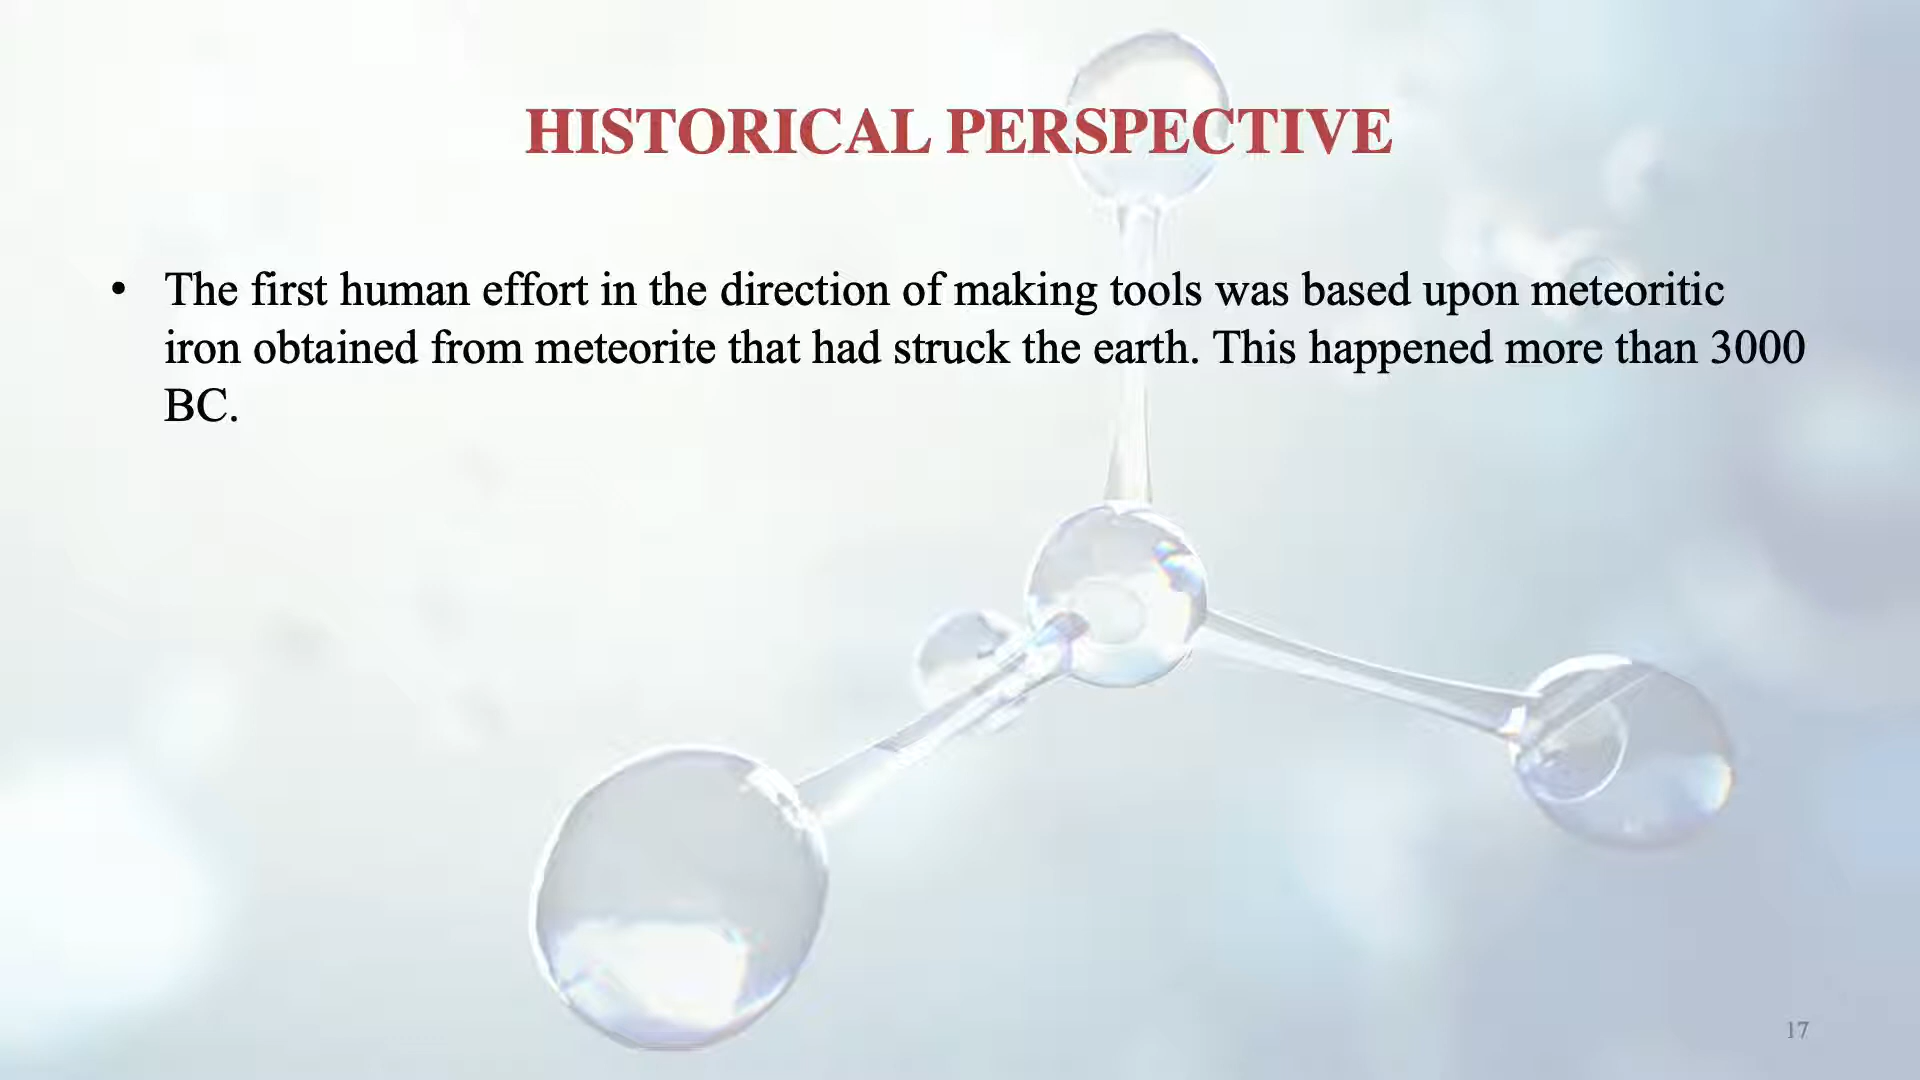 HISTORICAL PERSPECTIVE
• The first human effort in the direction of making tools was based upon meteoritic
iron obtained from meteorite that had struck the earth. This happened more than 3000
BC.
17